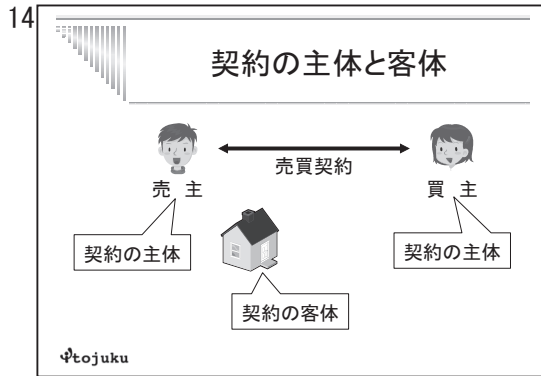 14
契約の主体と客体
売買契約
売 主
買 主
契約の主体
契約の主体
契約の客体
itojuku